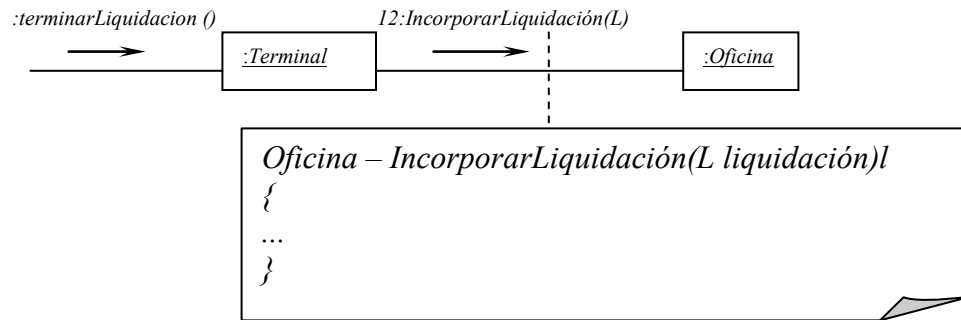 :terminarLiquidacion ()
12:IncorporarLiquidación(L)
:Terminal
:Oficina
Oficina – IncorporarLiquidación(L liquidación)l
{
...
}